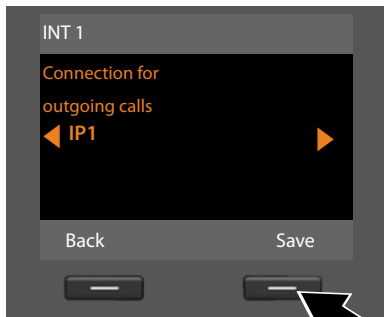 INT 1
Connection for
outgoing calls
IP1
Back Save